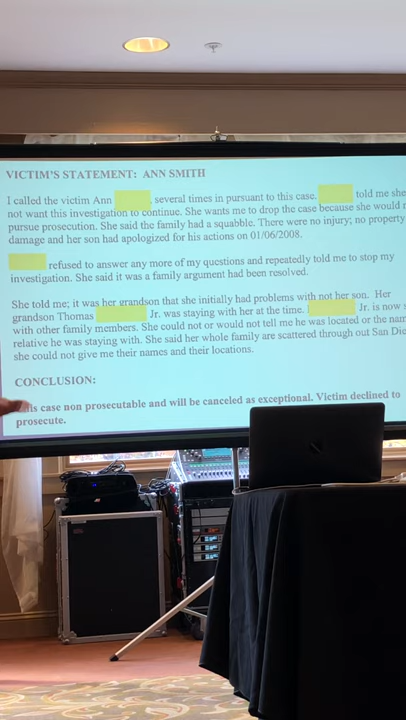 VICTIM'S STATEMENT: ANN SMITH
I called the victim Ann , several times in pursuant to this case. told me she
not want this investigation to continue. She wants me to drop the case because she would
pursue prosecution. She said the family had a squabble. There were no injury; no property
damage and her son had apologized for his actions on 01/06/2008.
refused to answer any more of my questions and repeatedly told me to stop my
investigation. She said it was a family argument had been resolved.
She told me; it was her grandson that she initially had problems with not her son. Her
grandson Thomas Jr. was staying with her at the time. Jr. is now
with other family members. She could not or would not tell me he was located or the
relative he was staying with. She said her whole family are scattered through out San
she could not give me their names and their locations.
CONCLUSION:
case non prosecutable and will be canceled as exceptional. Victim declined to
prosecute.